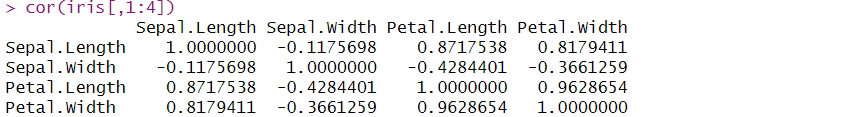 > cor(iris[,1:4])
Sepal.Length Sepal.Width Petal.Length Petal.Width
Sepal.Length 1.0000000 -0.1175698 0.8717538 0.8179411
Sepal.Width -0.1175698 1.0000000 -0.4284401 -0.3661259
Petal.Length 0.8717538 -0.4284401 1.0000000 0.9628654
Petal.Width 0.8179411 -0.3661259 0.9628654 1.0000000